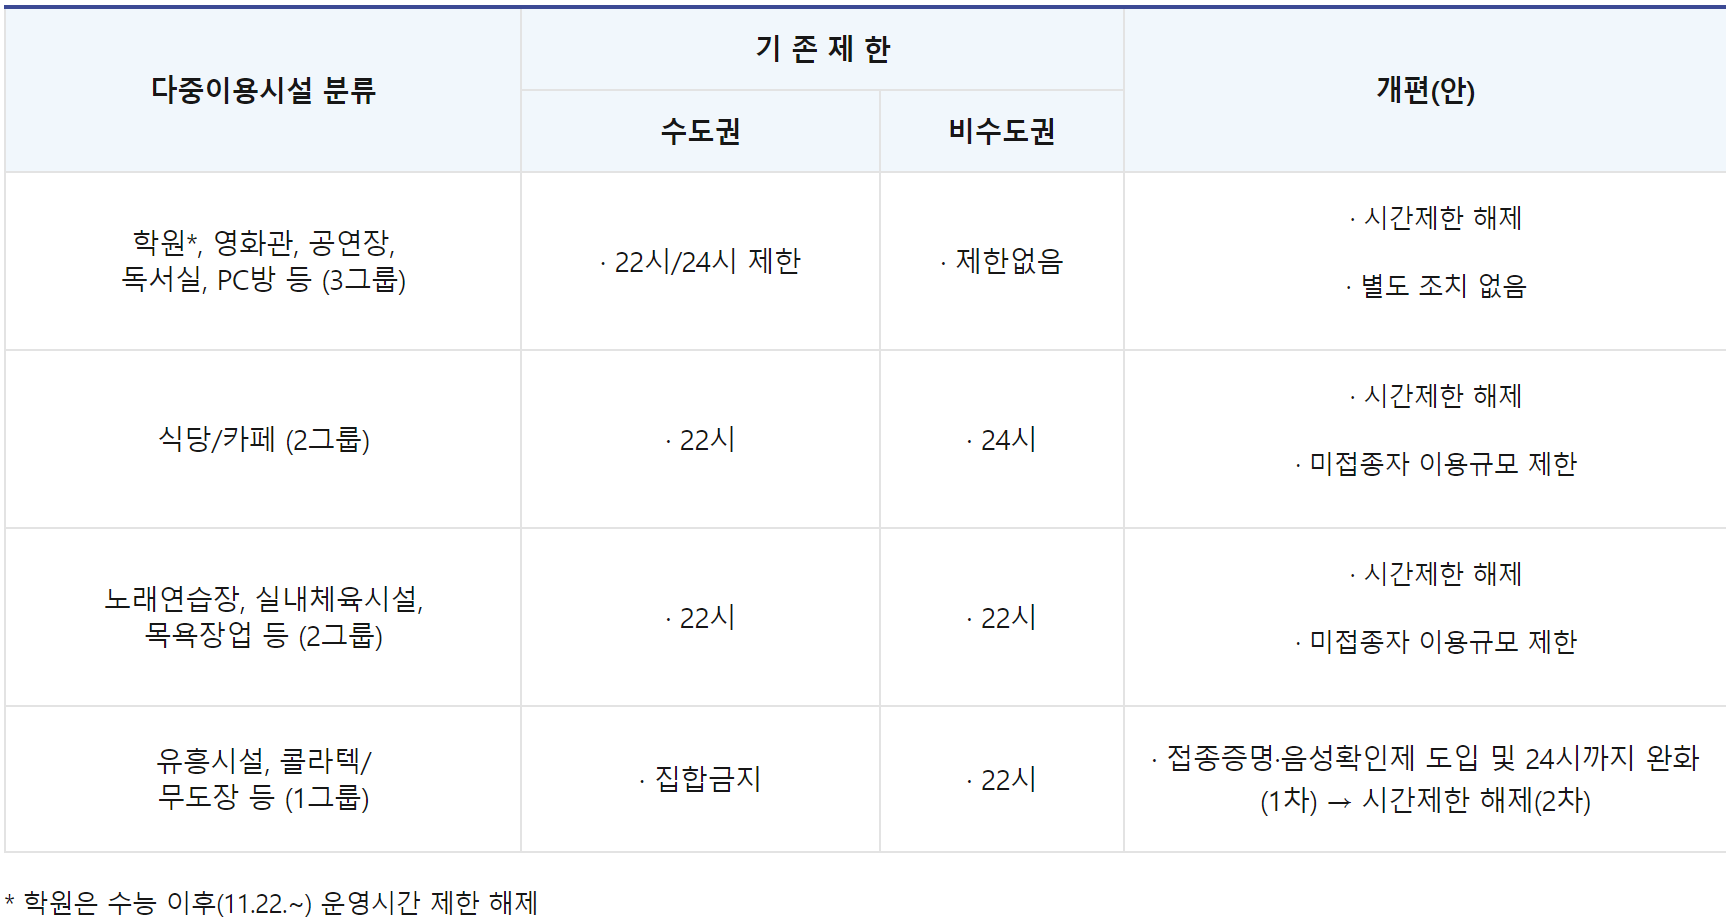 다중이용시설 분류
기 존 제 한
개편(안)
수도권
비수도권
학원*, 영화관, 공연장,
독서실, PC방 등 (3그룹)
· 22시/24시 제한
· 제한없음
· 시간제한 해제
· 별도 조치 없음
식당/카페 (2그룹)
· 22시
· 24시
· 시간제한 해제
· 미접종자 이용규모 제한
노래연습장, 실내체육시설,
목욕장업 등 (2그룹)
· 22시
· 22시
· 시간제한 해제
· 미접종자 이용규모 제한
유흥시설, 콜라텍/
무도장 등 (1그룹)
· 집합금지
· 22시
· 접종증명·음성확인제 도입 및 24시까지 완화
(1차) → 시간제한 해제(2차)
* 학원은 수능 이후(11.22.~) 운영시간 제한 해제